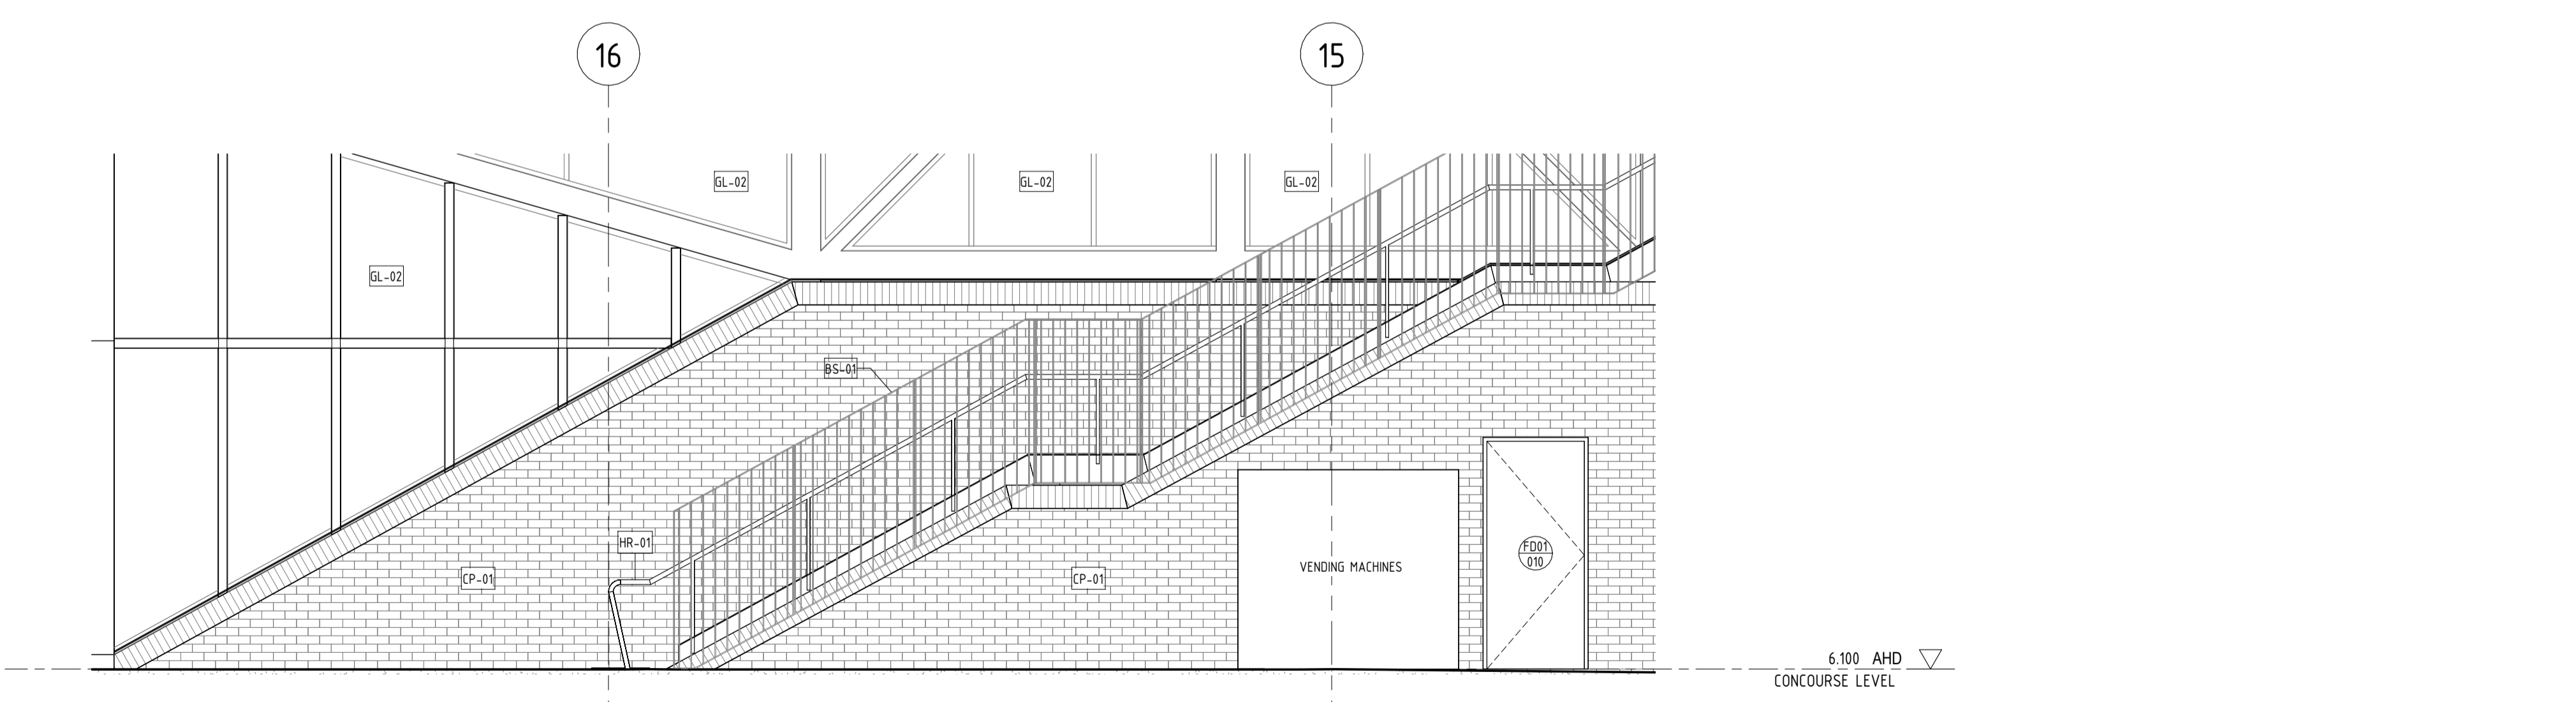 16
15
GL-02
GL-02
GL-02
GL-02
BS-01
HR-01
CP-01
CP-01
VENDING MACHINES
FD01
010
6.100 AHD
CONCOURSE LEVEL